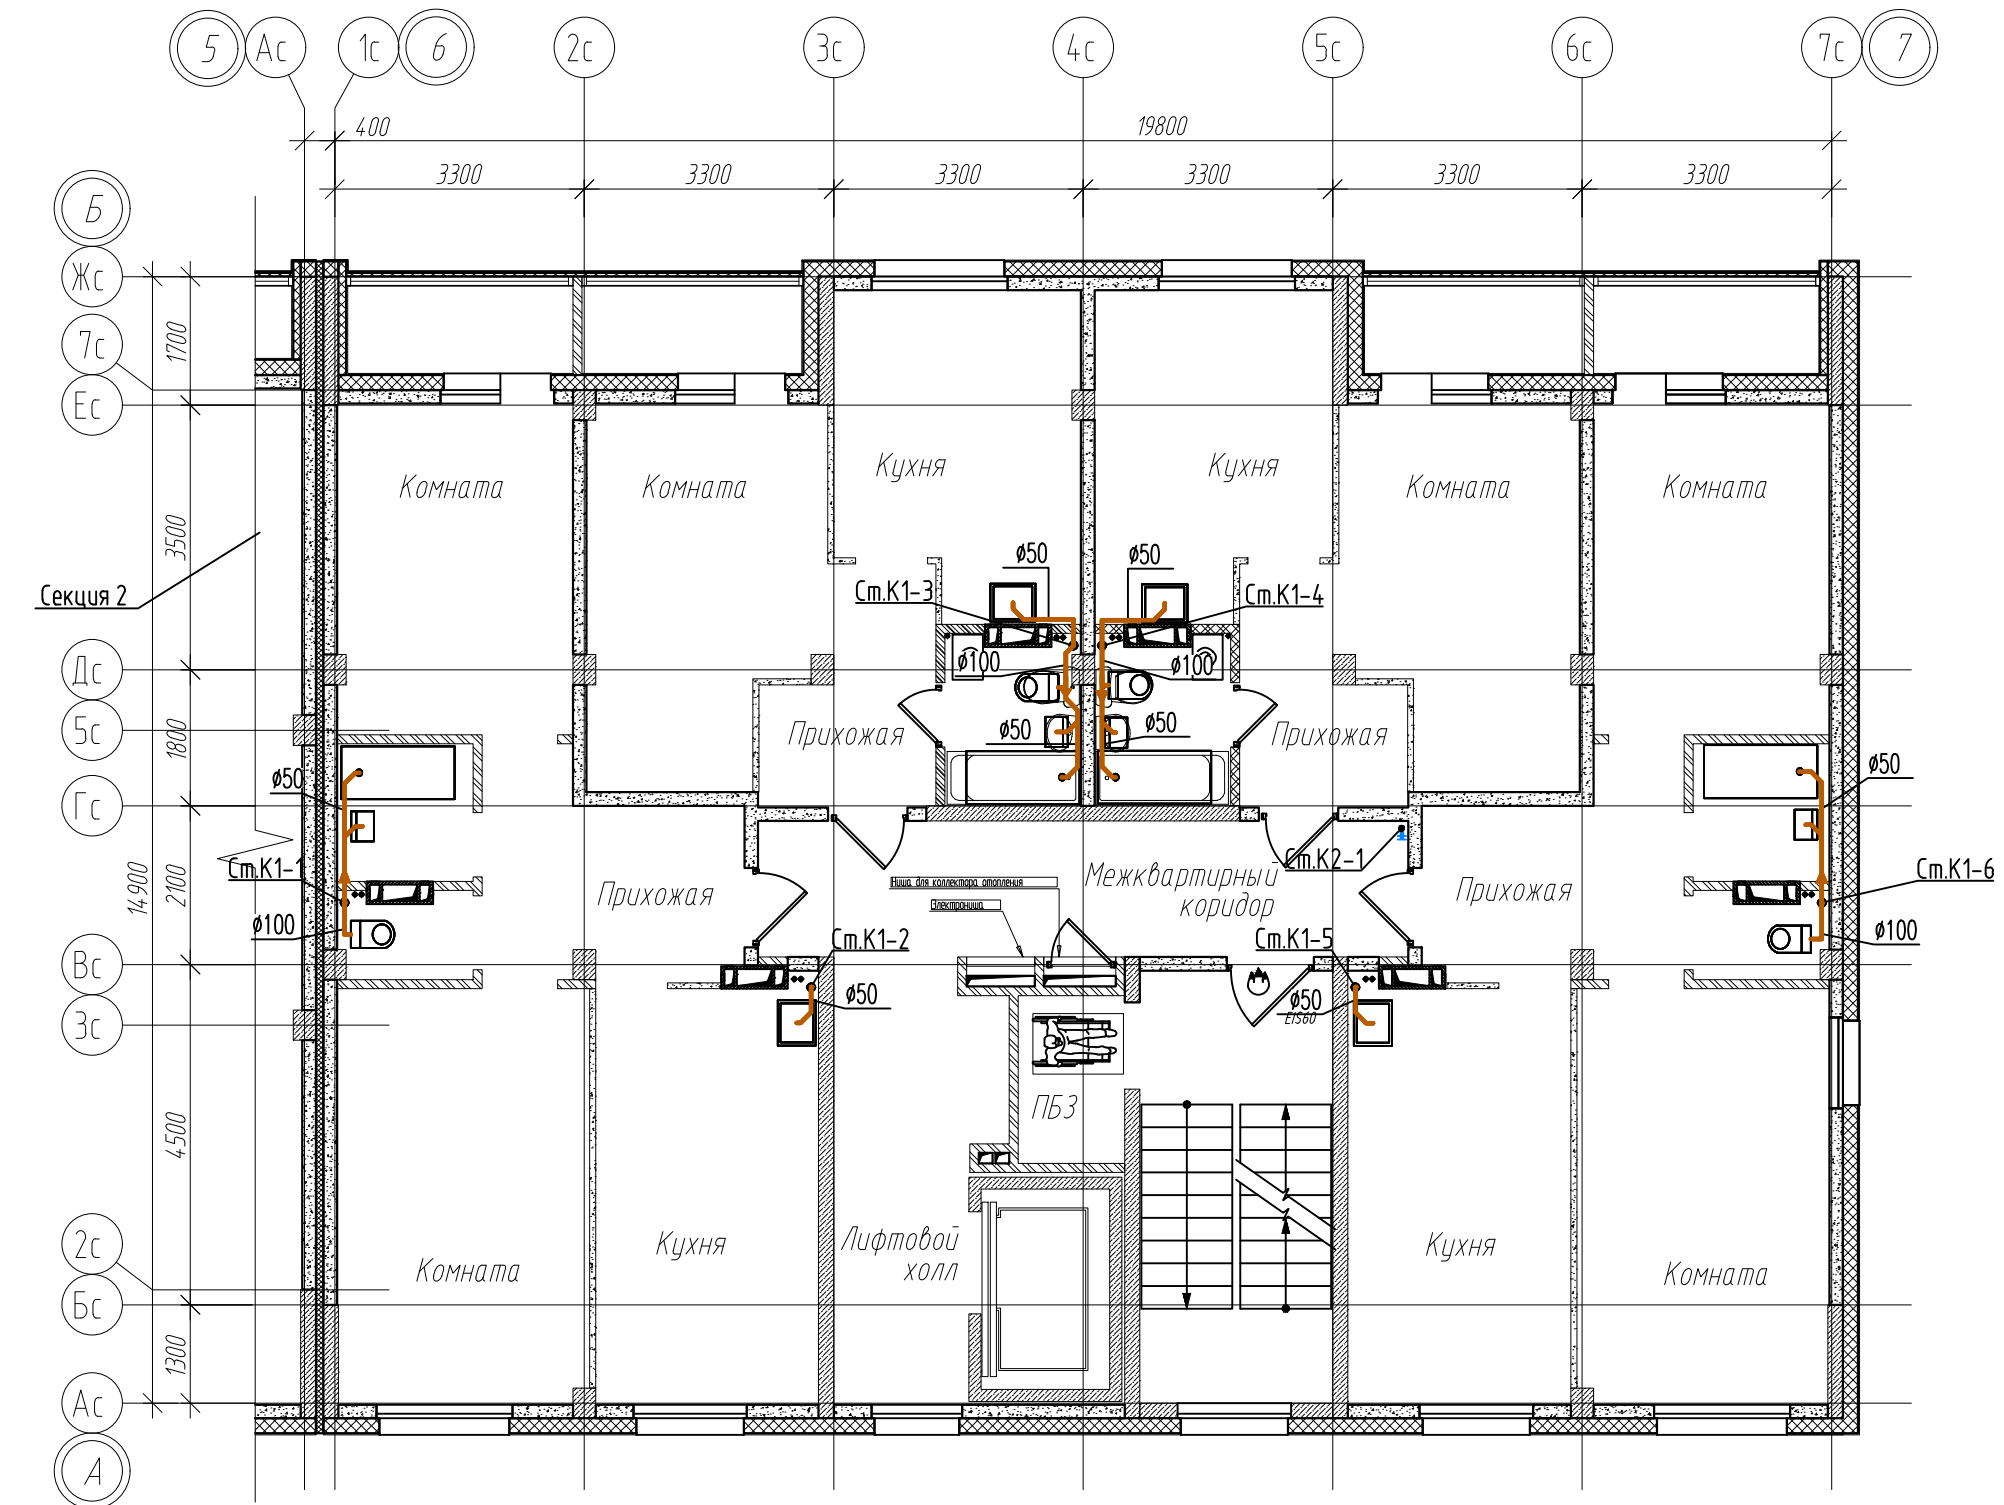 5 Ас 1с 6 2с 3с 4с 5с 6с 7с 7
400 19800
3300 3300 3300 3300 3300 3300
Б
Жс
7с
1700
Ес
Кухня Кухня
Комната Комната Комната Комната
3500
Ø50 Ø50
Секция 2
Ст.К1-3 Ст.К1-4
Дс
Ø100 Ø100
5с
1800
Прихожая Ø50 Ø50 Прихожая
Ø50 Ø50
Гс
Ст.К1-1 Ст.К2-1 Ст.К1-6
14900
2100
Прихожая Ниша для коллектора отопления Межквартирный Прихожая
Электрониша коридор
Ø100 Ст.К1-2 Ст.К1-5 Ø100
Вс
Ø50 Ø50
EIS60
3с
ПБЗ
4500
2с
Кухня Лифтовой Кухня
Комната холл Комната
Бс
1300
Ас
А